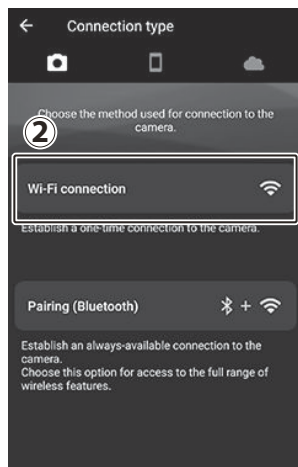 ← Connection type
Choose the method used for connection to the
camera.
②
Wi-Fi connection
Establish a one-time connection to the camera.
Pairing (Bluetooth)
+
Establish an always-available connection to the
camera.
Choose this option for access to the full range of
wireless features.